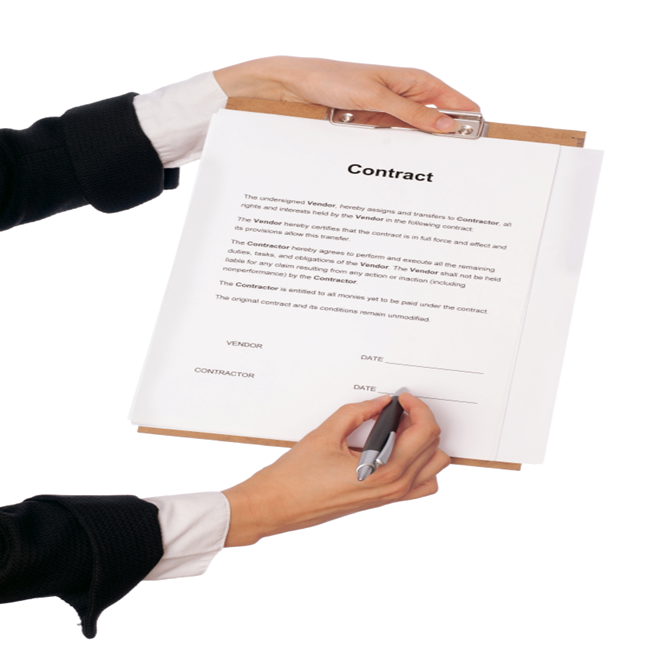 Contract
The undersigned Vendor, hereby assigns and transfers to Contractor, all
rights and interests held by the Vendor in the following contract:
The Vendor hereby certifies that the contract is in full force and effect and
its provisions allow this transfer.
The Contractor hereby agrees to perform and execute all the remaining
duties, tasks, and obligations of the Vendor. The Vendor shall not be held
liable for any claim resulting from any action or inaction (including
nonperformance) by the Contractor.
The Contractor is entitled to all monies yet to be paid under the contract.
The original contract and its conditions remain unmodified.
VENDOR
DATE
CONTRACTOR
DATE